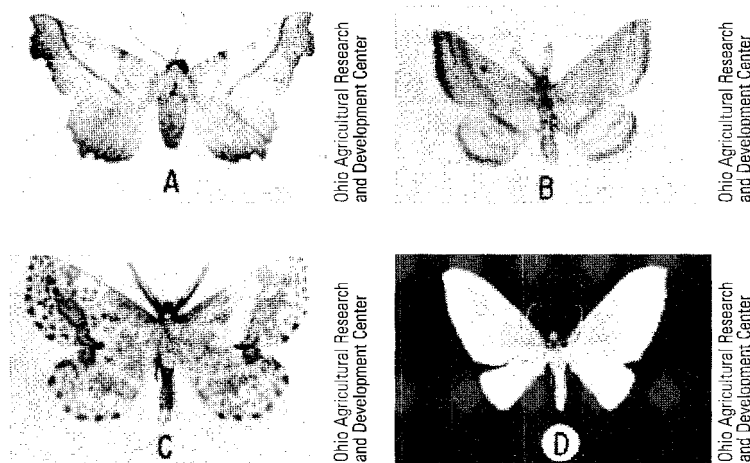 A
Ohio Agricultural Research
and Development Center
B
Ohio Agricultural Research
and Development Center
C
Ohio Agricultural Research
and Development Center
D
Ohio Agricultural Research
and Development Center